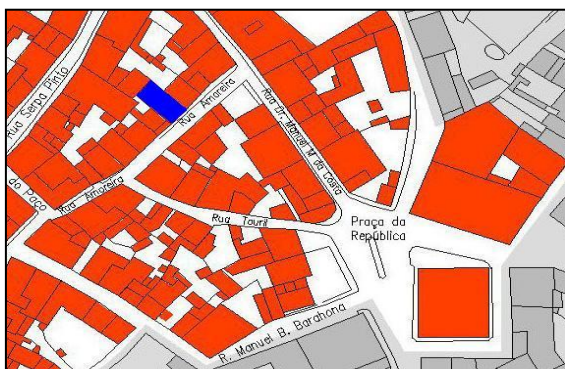 Rua Serpa Pinto
Rua Amoreira
Rua Dr. Manuel M da Costa
do Paço
Rua Amoreira
Rua Touril
Praça da
República
R. Manuel B. Barahona